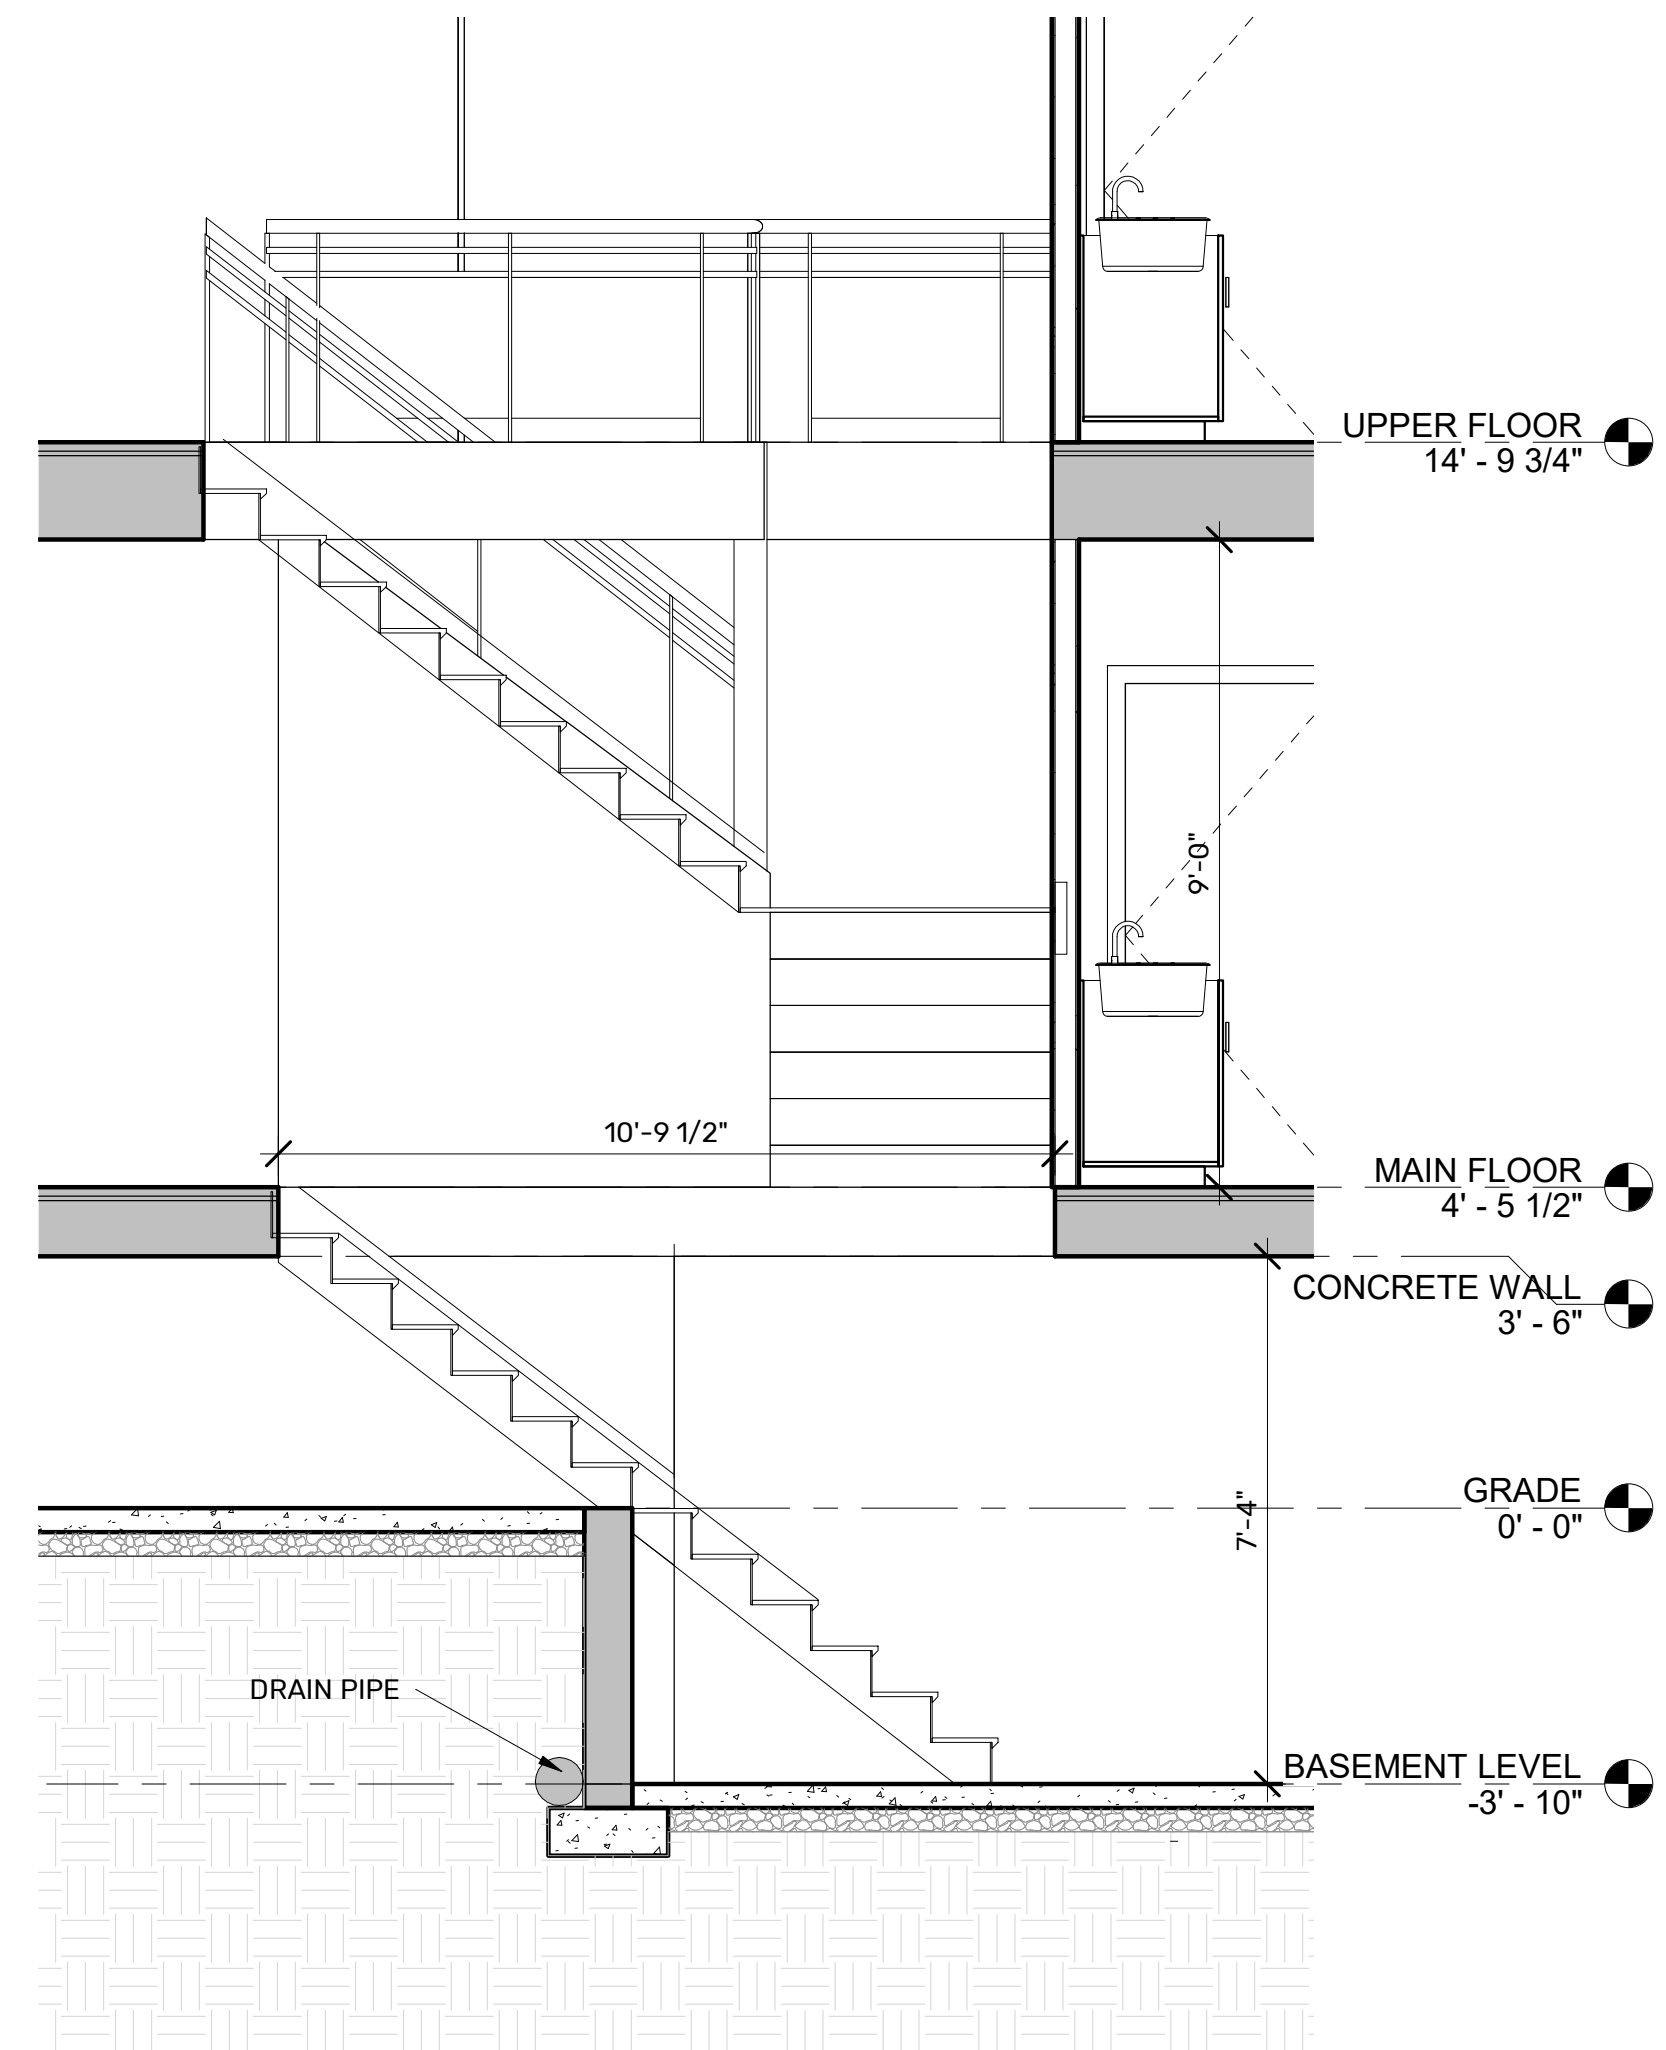 UPPER FLOOR
14' - 9 3/4"
9'-0"
10'-9 1/2"
MAIN FLOOR
4' - 5 1/2"
CONCRETE WALL
3' - 6"
GRADE
0' - 0"
7'-4"
DRAIN PIPE
BASEMENT LEVEL
-3' - 10"